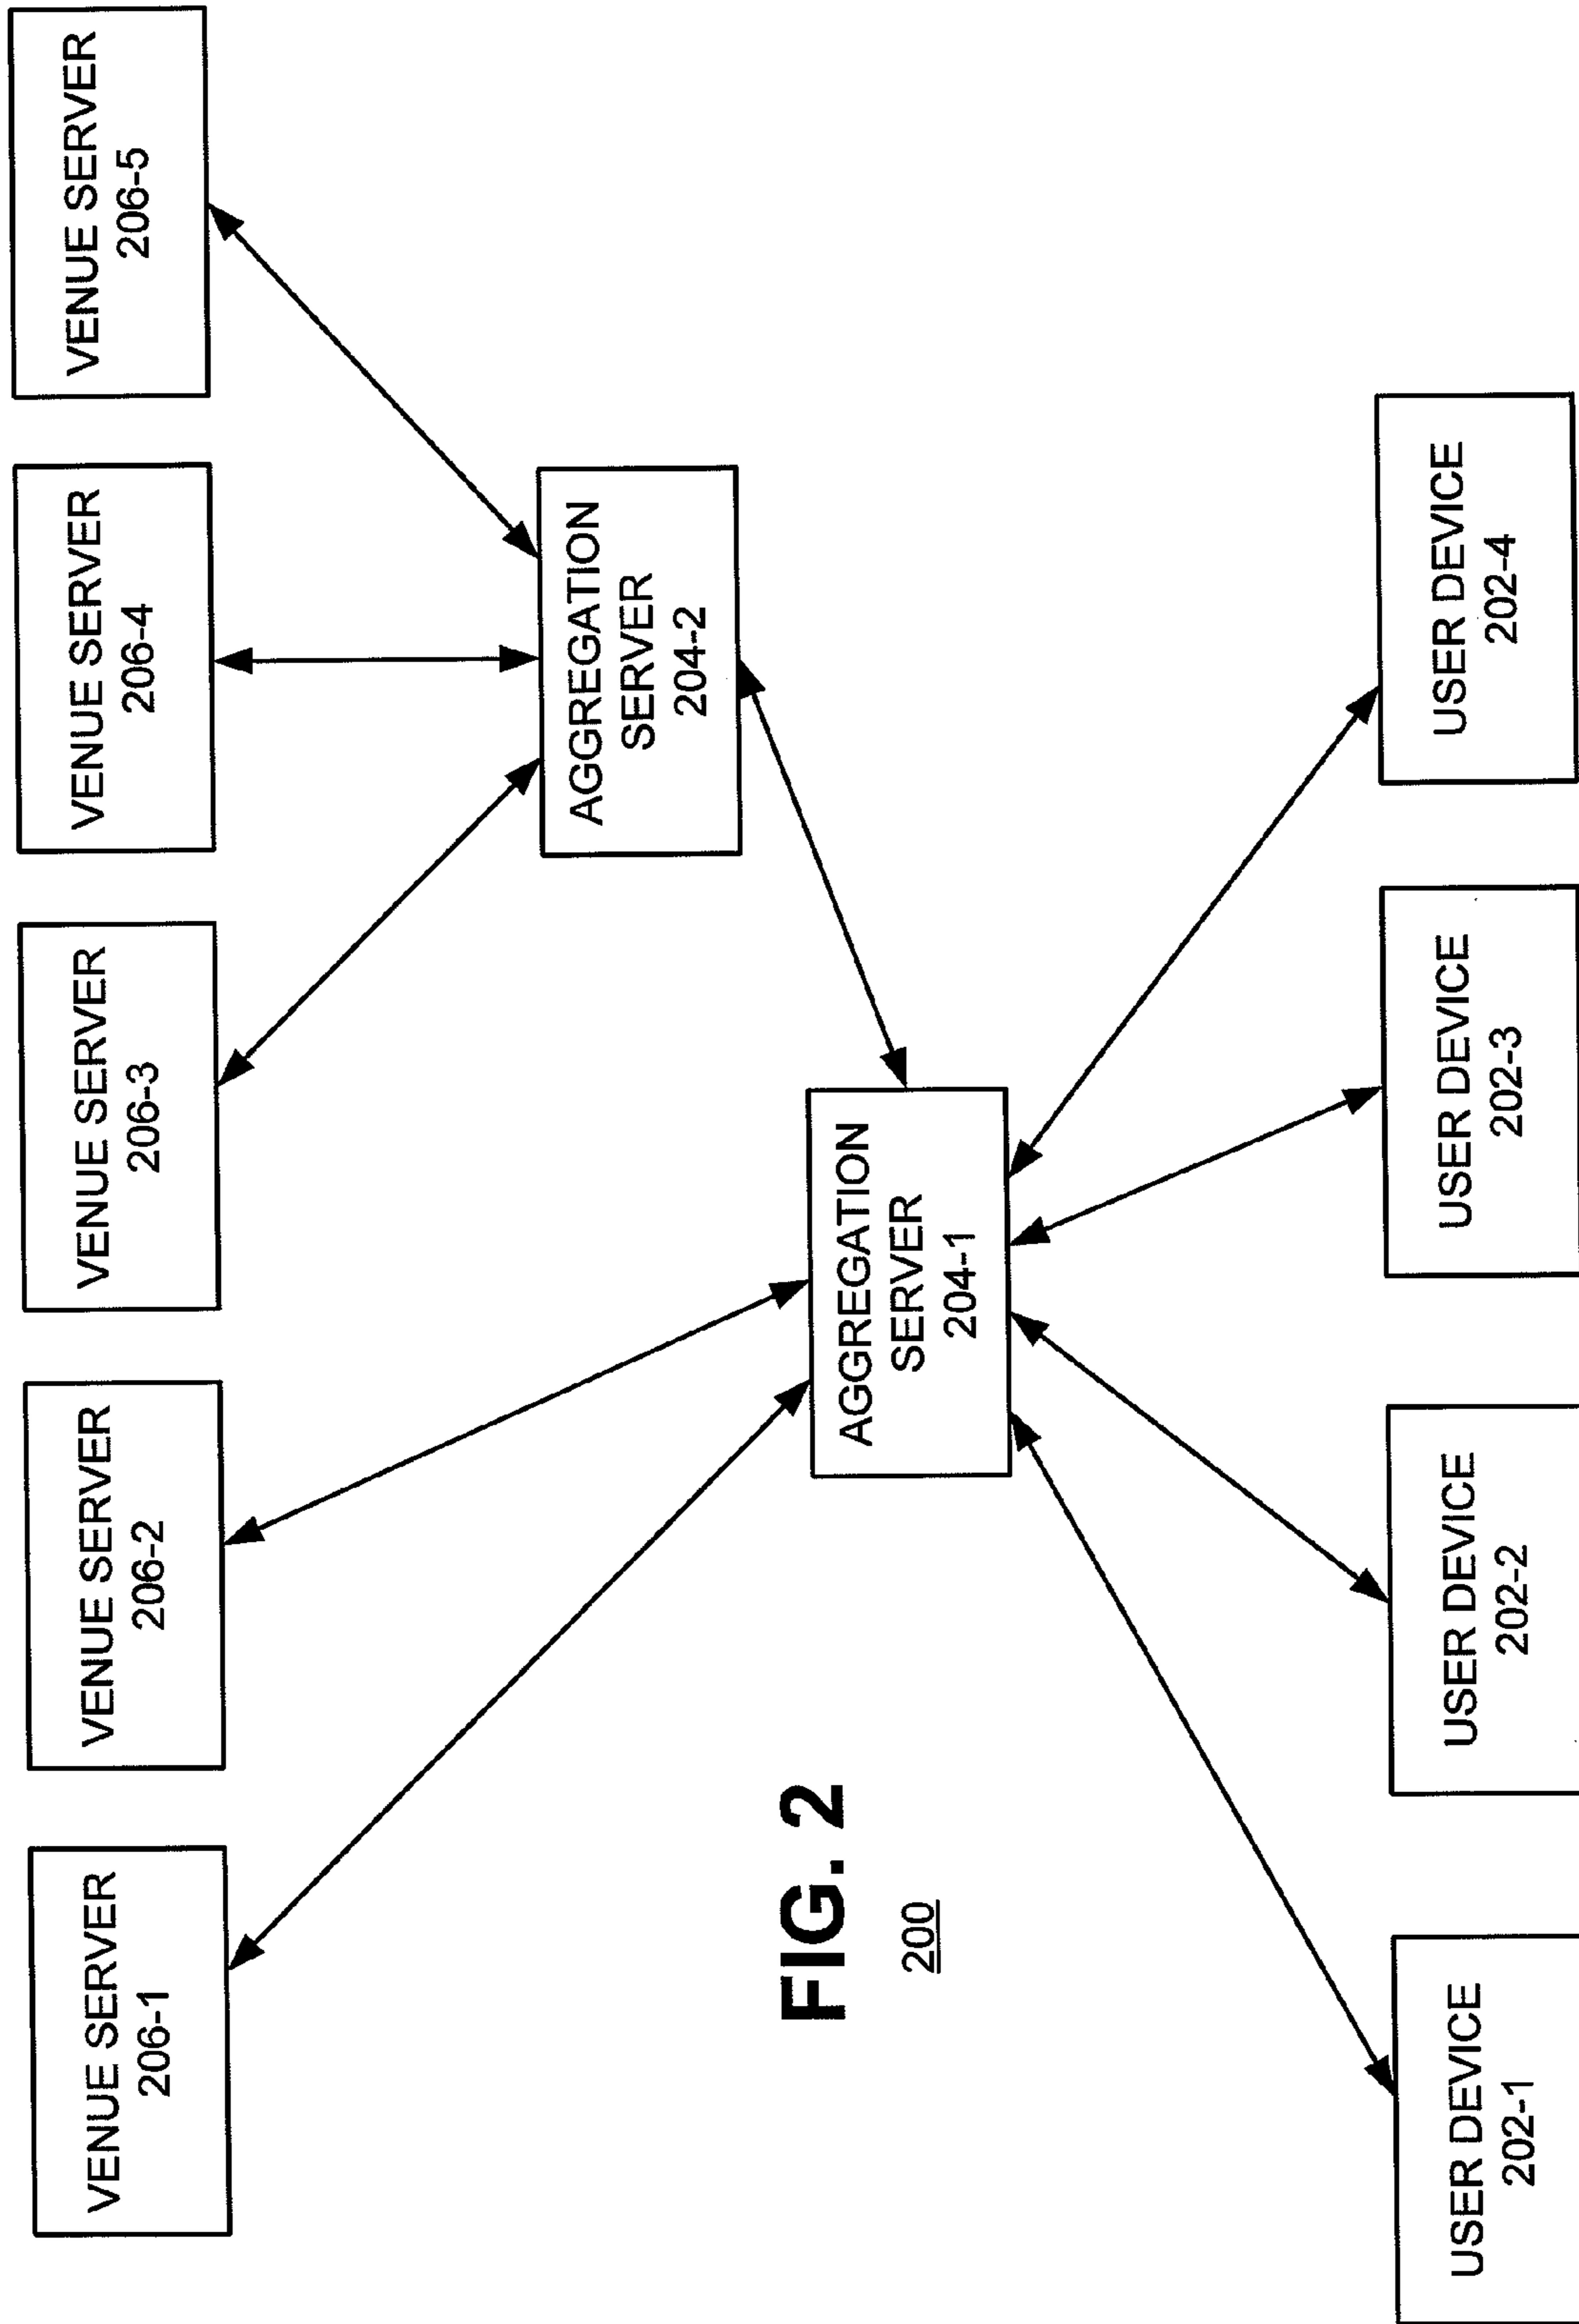 VENUE SERVER
206-1
VENUE SERVER
206-2
VENUE SERVER
206-3
VENUE SERVER
206-4
VENUE SERVER
206-5
AGGREGATION
SERVER
204-2
AGGREGATION
SERVER
204-1
FIG. 2
200
USER DEVICE
202-1
USER DEVICE
202-2
USER DEVICE
202-3
USER DEVICE
202-4